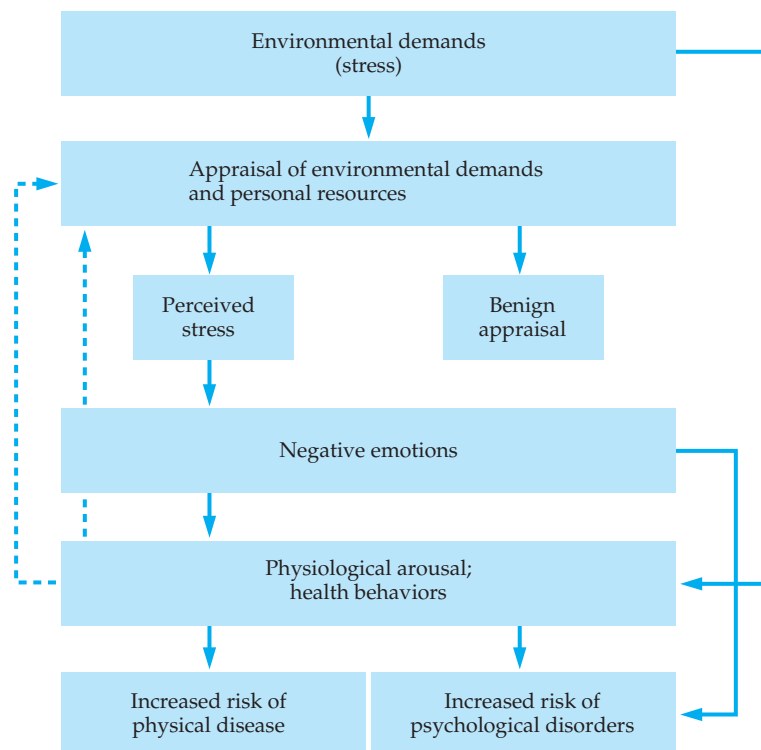 Environmental demands
(stress)
Appraisal of environmental demands
and personal resources
Perceived
stress
Benign
appraisal
Negative emotions
Physiological arousal;
health behaviors
Increased risk of
physical disease
Increased risk of
psychological disorders